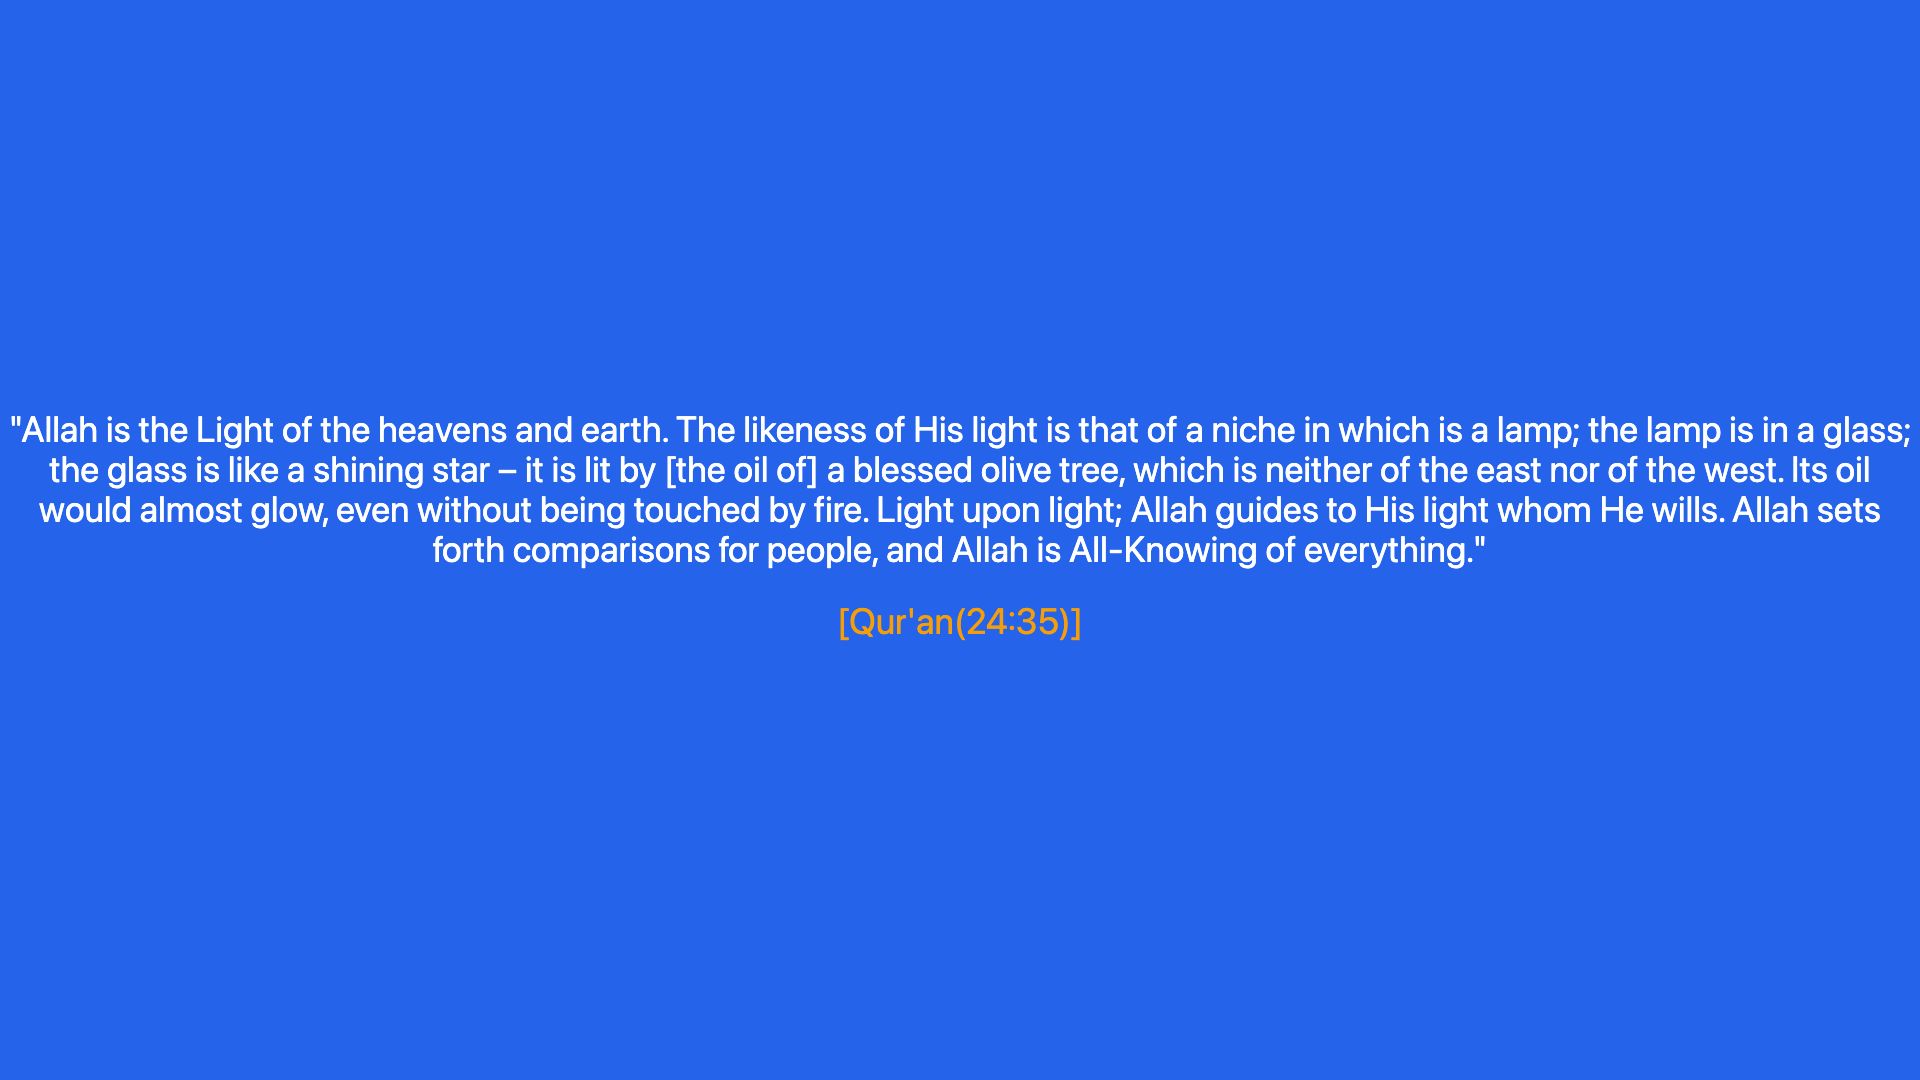 "Allah is the Light of the heavens and earth. The likeness of His light is that of a niche in which is a lamp; the lamp is in a glass;
the glass is like a shining star – it is lit by [the oil of] a blessed olive tree, which is neither of the east nor of the west. Its oil
would almost glow, even without being touched by fire. Light upon light; Allah guides to His light whom He wills. Allah sets
forth comparisons for people, and Allah is All-Knowing of everything."
[Qur'an(24:35)]